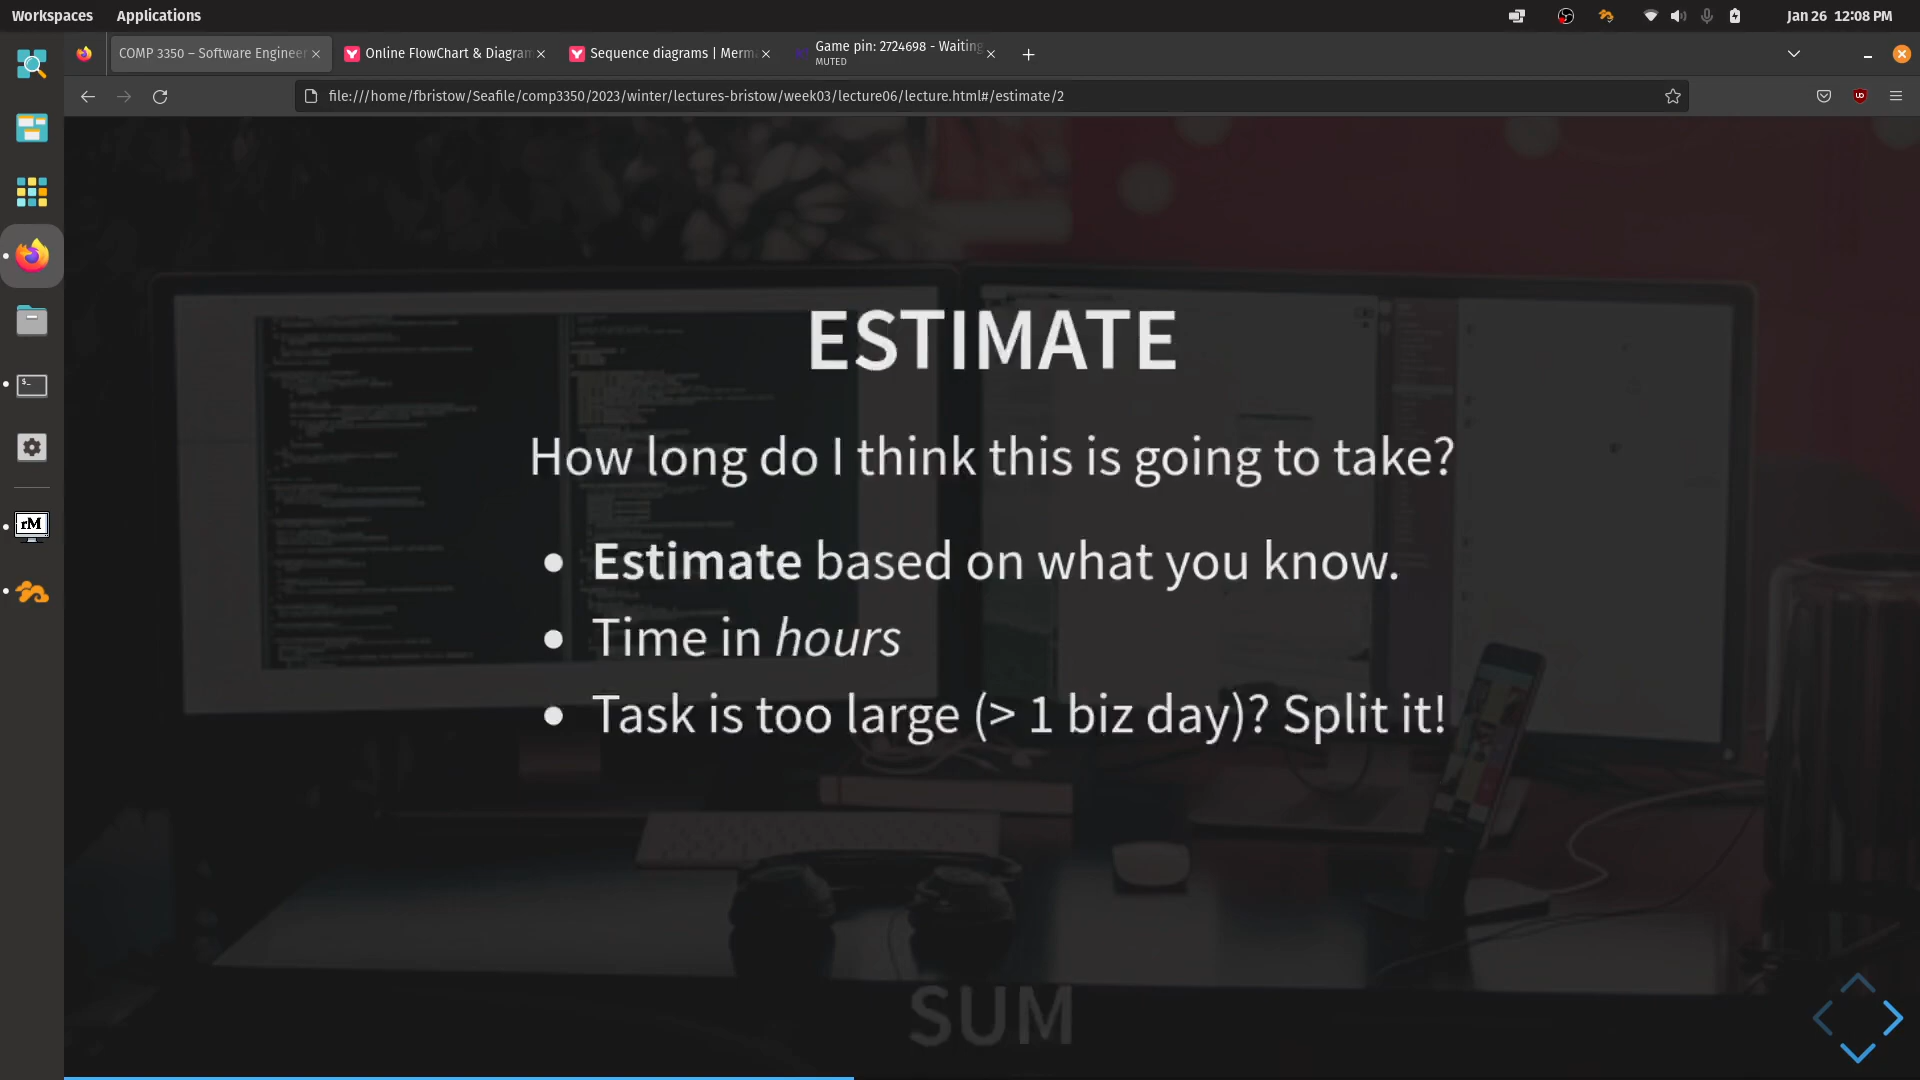 Workspaces Applications Jan 26 12:08 PM
COMP 3350 – Software Engineer Online FlowChart & Diagram Sequence diagrams | Merm Game pin: 2724698 - Waiting
MUTED
file:///home/fbristow/Seafile/comp3350/2023/winter/lectures-bristow/week03/lecture06/lecture.html#/estimate/2
ESTIMATE
How long do I think this is going to take?
• Estimate based on what you know.
• Time in hours
• Task is too large (> 1 biz day)? Split it!
rM
SUM